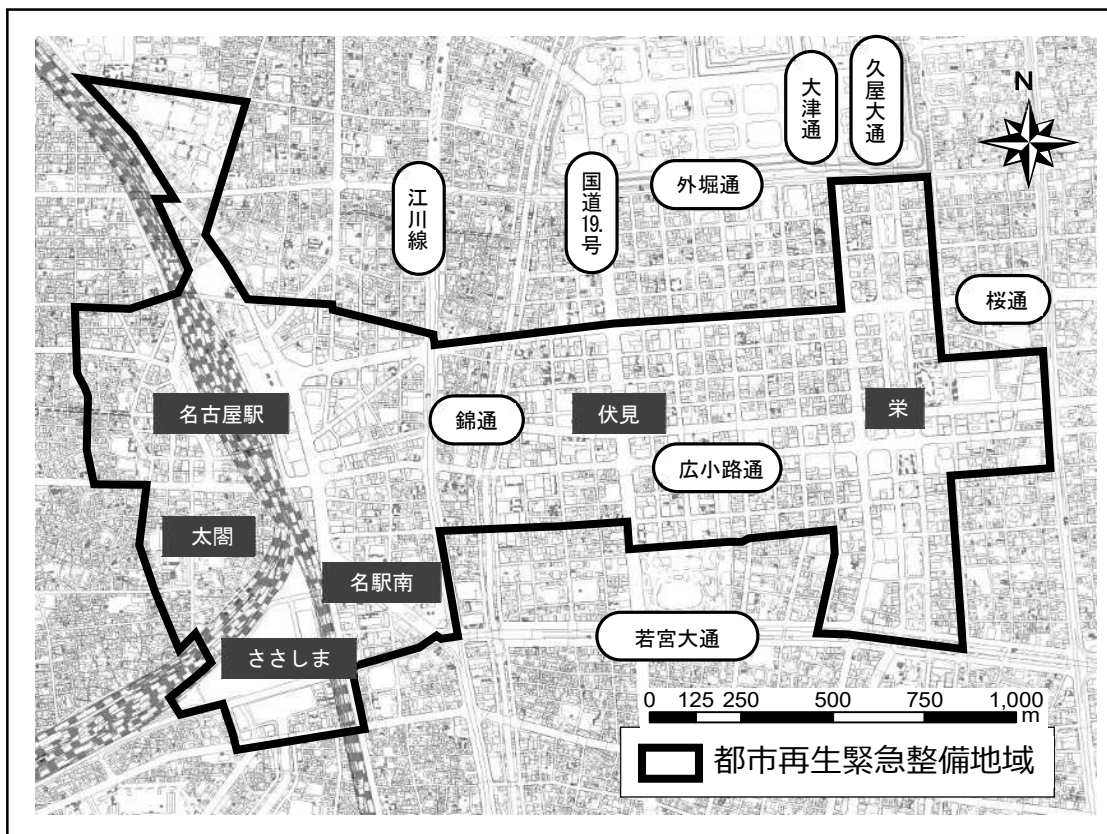 久屋大通
大津通
N
外堀通
国道19.号
江川線
桜通
名古屋駅
錦通
伏見
栄
広小路通
太閤
名駅南
若宮大通
ささしま
0 125 250 500 750 1,000
m
都市再生緊急整備地域